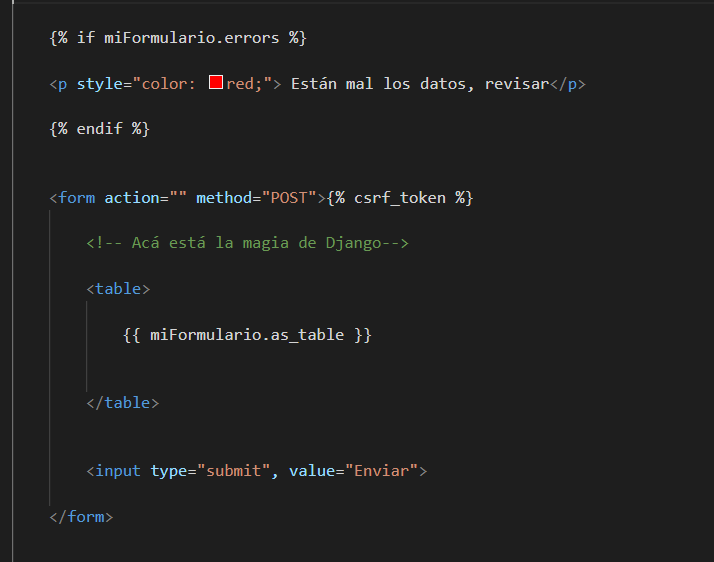 {% if miFormulario.errors %}
<p style="color: red;"> Están mal los datos, revisar</p>
{% endif %}
<form action="" method="POST">{% csrf_token %}
<!-- Acá está la magia de Django-->
<table>
{{ miFormulario.as_table }}
</table>
<input type="submit", value="Enviar">
</form>